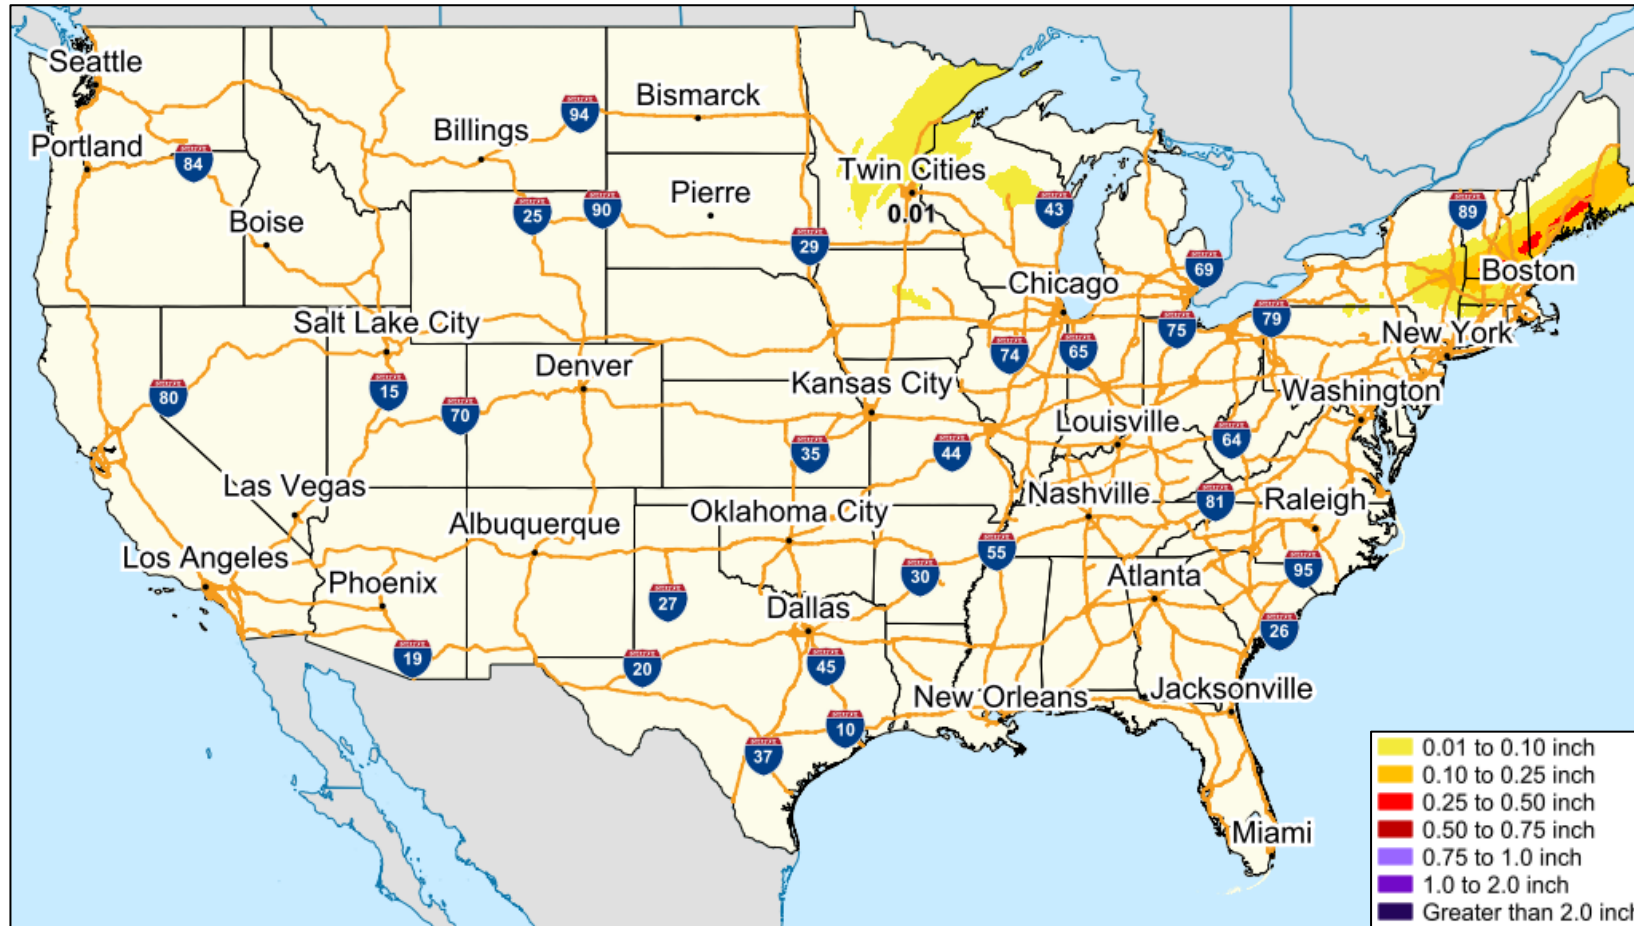 Seattle
Bismarck
94
Billings
Portland
84
Twin Cities
Pierre
25
90
0.01
43
89
Boise
29
69
Boston
Chicago
Salt Lake City
79
75
New York
74
65
Denver
Kansas City
Washington
15
80
70
Louisville
64
35
44
Las Vegas
Nashville
81
Raleigh
Oklahoma City
Albuquerque
Los Angeles
55
95
Phoenix
30
Atlanta
27
Dallas
26
19
20
45
New Orleans
Jacksonville
10
37
Miami
0.01 to 0.10 inch
0.10 to 0.25 inch
0.25 to 0.50 inch
0.50 to 0.75 inch
0.75 to 1.0 inch
1.0 to 2.0 inch
Greater than 2.0 inch